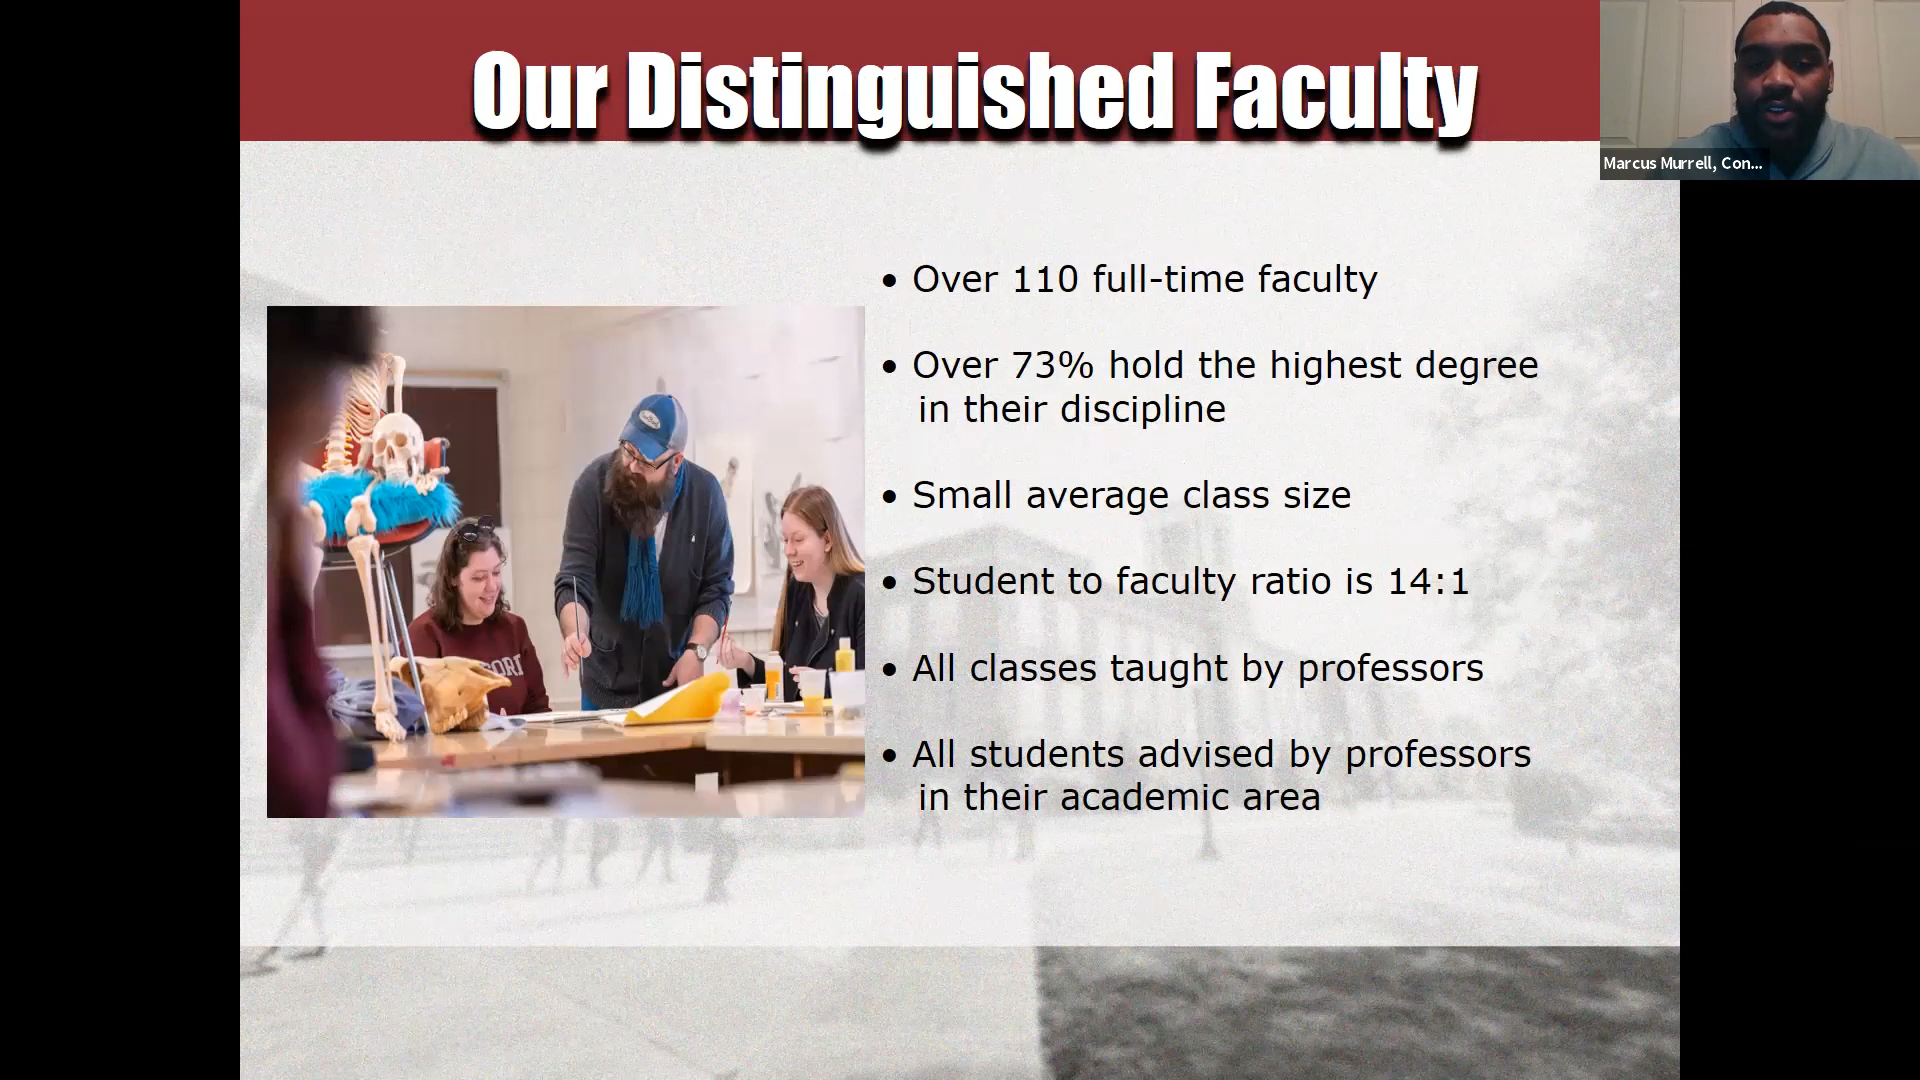 Our Distinguished Faculty
Marcus Murrell, Con...
• Over 110 full-time faculty
• Over 73% hold the highest degree
in their discipline
• Small average class size
• Student to faculty ratio is 14:1
• All classes taught by professors
• All students advised by professors
in their academic area